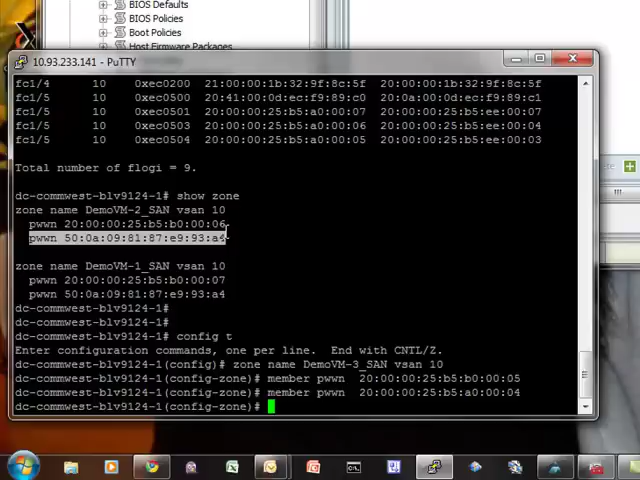 BIOS Defaults
BIOS Policies
Boot Policies
Host Firmware Packages
10.93.233.141 - PuTTY
fc1/4 10 0xec0200 21:00:00:1b:32:9f:8c:5f 20:00:00:1b:32:9f:8c:5f
fc1/5 10 0xec0500 20:41:00:0d:ec:f9:89:c0 20:0a:00:0d:ec:f9:89:c1
fc1/5 10 0xec0501 20:00:00:25:b5:a0:00:07 20:00:00:25:b5:ee:00:07
fc1/5 10 0xec0503 20:00:00:25:b5:a0:00:06 20:00:00:25:b5:ee:00:04
fc1/5 10 0xec0504 20:00:00:25:b5:a0:00:05 20:00:00:25:b5:ee:00:03
Total number of flogi = 9.
dc-commwest-blv9124-1# show zone
zone name DemoVM-2_SAN vsan 10
pwwn 20:00:00:25:b5:b0:00:06
pwwn 50:0a:09:81:87:e9:93:a4
zone name DemoVM-1_SAN vsan 10
pwwn 20:00:00:25:b5:b0:00:07
pwwn 50:0a:09:81:87:e9:93:a4
dc-commwest-blv9124-1#
dc-commwest-blv9124-1#
dc-commwest-blv9124-1# config t
Enter configuration commands, one per line. End with CNTL/Z.
dc-commwest-blv9124-1(config)# zone name DemoVM-3_SAN vsan 10
dc-commwest-blv9124-1(config-zone)# member pwwn 20:00:00:25:b5:b0:00:05
dc-commwest-blv9124-1(config-zone)# member pwwn 20:00:00:25:b5:a0:00:04
dc-commwest-blv9124-1(config-zone)#